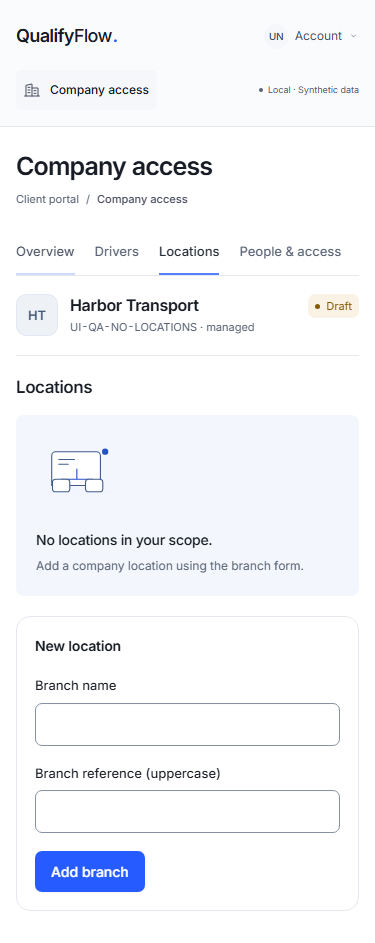 QualifyFlow.
UN Account
Company access
Local · Synthetic data
Company access
Client portal / Company access
Overview Drivers Locations People & access
HT
Harbor Transport
UI-QA-NO-LOCATIONS · managed
Draft
Locations
No locations in your scope.
Add a company location using the branch form.
New location
Branch name
Branch reference (uppercase)
Add branch